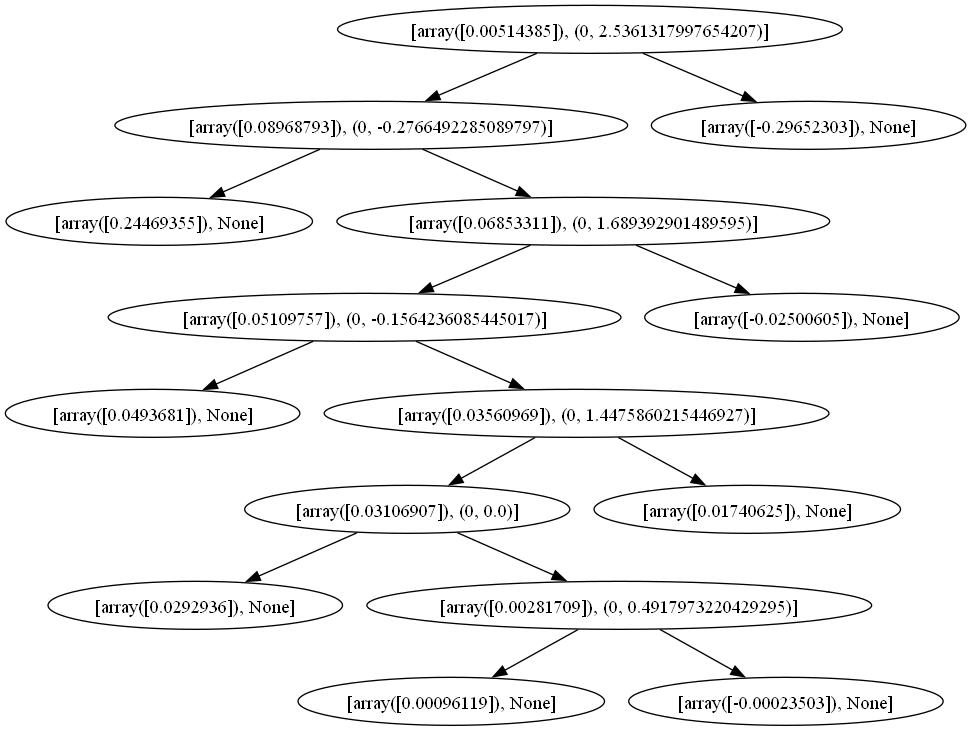 [array([0.00514385]), (0, 2.5361317997654207)]
[array([0.08968793]), (0, -0.2766492285089797)]
[array([-0.29652303]), None]
[array([0.24469355]), None]
[array([0.06853311]), (0, 1.689392901489595)]
[array([0.05109757]), (0, -0.1564236085445017)]
[array([-0.02500605]), None]
[array([0.0493681]), None]
[array([0.03560969]), (0, 1.4475860215446927)]
[array([0.03106907]), (0, 0.0)]
[array([0.01740625]), None]
[array([0.0292936]), None]
[array([0.00281709]), (0, 0.4917973220429295)]
[array([0.00096119]), None]
[array([-0.00023503]), None]